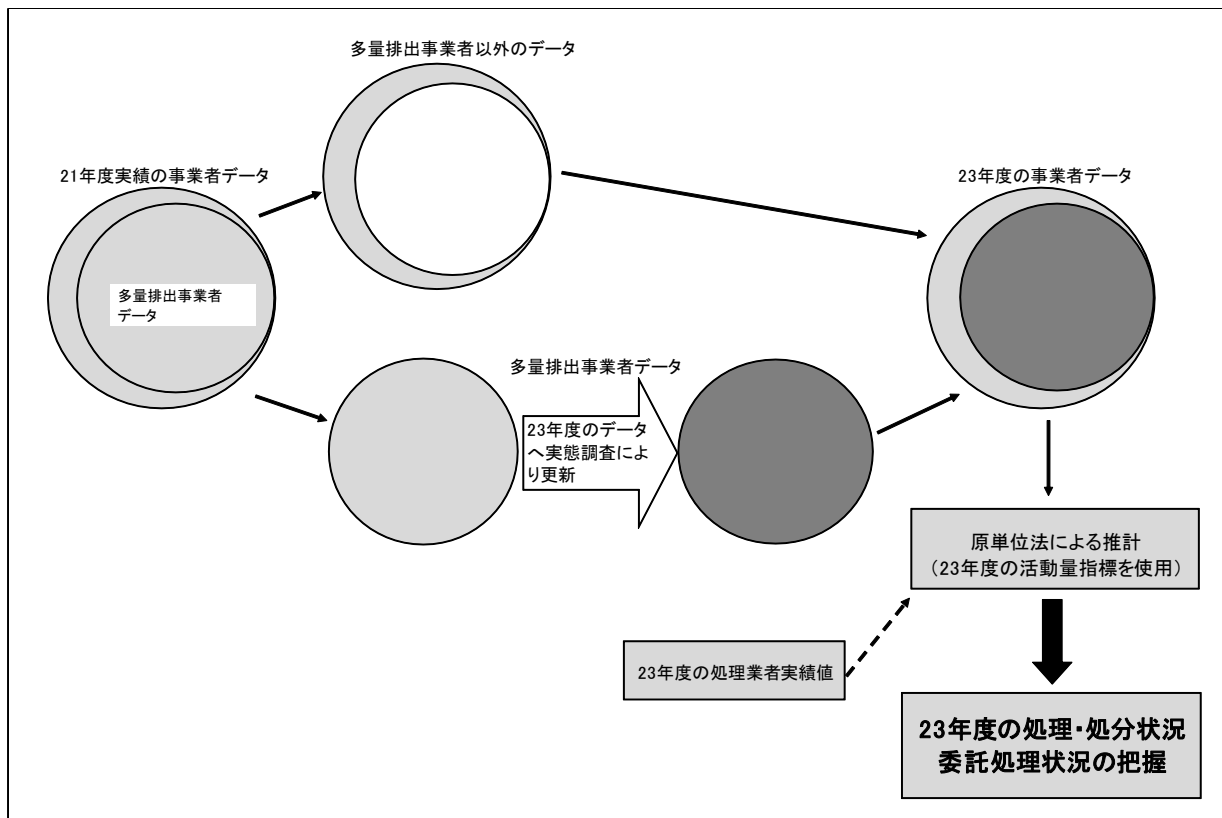 多量排出事業者以外のデータ
21年度実績の事業者データ
23年度の事業者データ
多量排出事業者
データ
多量排出事業者データ
23年度のデータ
へ実態調査によ
り更新
原単位法による推計
（23年度の活動量指標を使用）
23年度の処理業者実績値
23年度の処理・処分状況
委託処理状況の把握